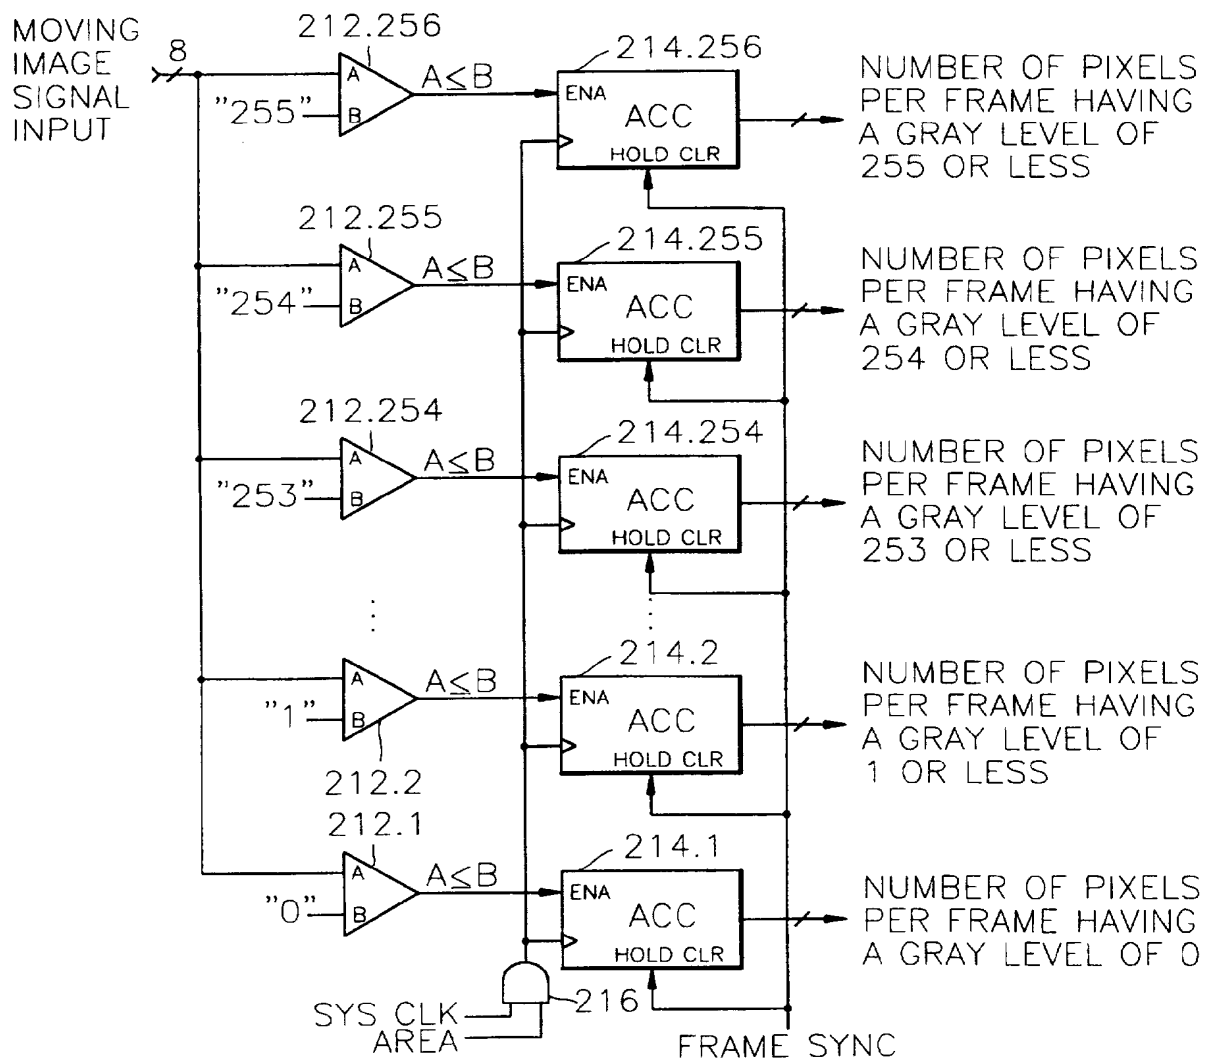 MOVING
IMAGE
SIGNAL
INPUT
8
212.256
A
B
"255"
A≤B
214.256
ENA
ACC
HOLD CLR
NUMBER OF PIXELS
PER FRAME HAVING
A GRAY LEVEL OF
255 OR LESS
212.255
A
B
"254"
A≤B
214.255
ENA
ACC
HOLD CLR
NUMBER OF PIXELS
PER FRAME HAVING
A GRAY LEVEL OF
254 OR LESS
212.254
A
B
"253"
A≤B
214.254
ENA
ACC
HOLD CLR
NUMBER OF PIXELS
PER FRAME HAVING
A GRAY LEVEL OF
253 OR LESS
A
B
"1"
212.2
A≤B
214.2
ENA
ACC
HOLD CLR
NUMBER OF PIXELS
PER FRAME HAVING
A GRAY LEVEL OF
1 OR LESS
212.1
A
B
"0"
A≤B
214.1
ENA
ACC
HOLD CLR
NUMBER OF PIXELS
PER FRAME HAVING
A GRAY LEVEL OF 0
216
SYS CLK
AREA
FRAME SYNC